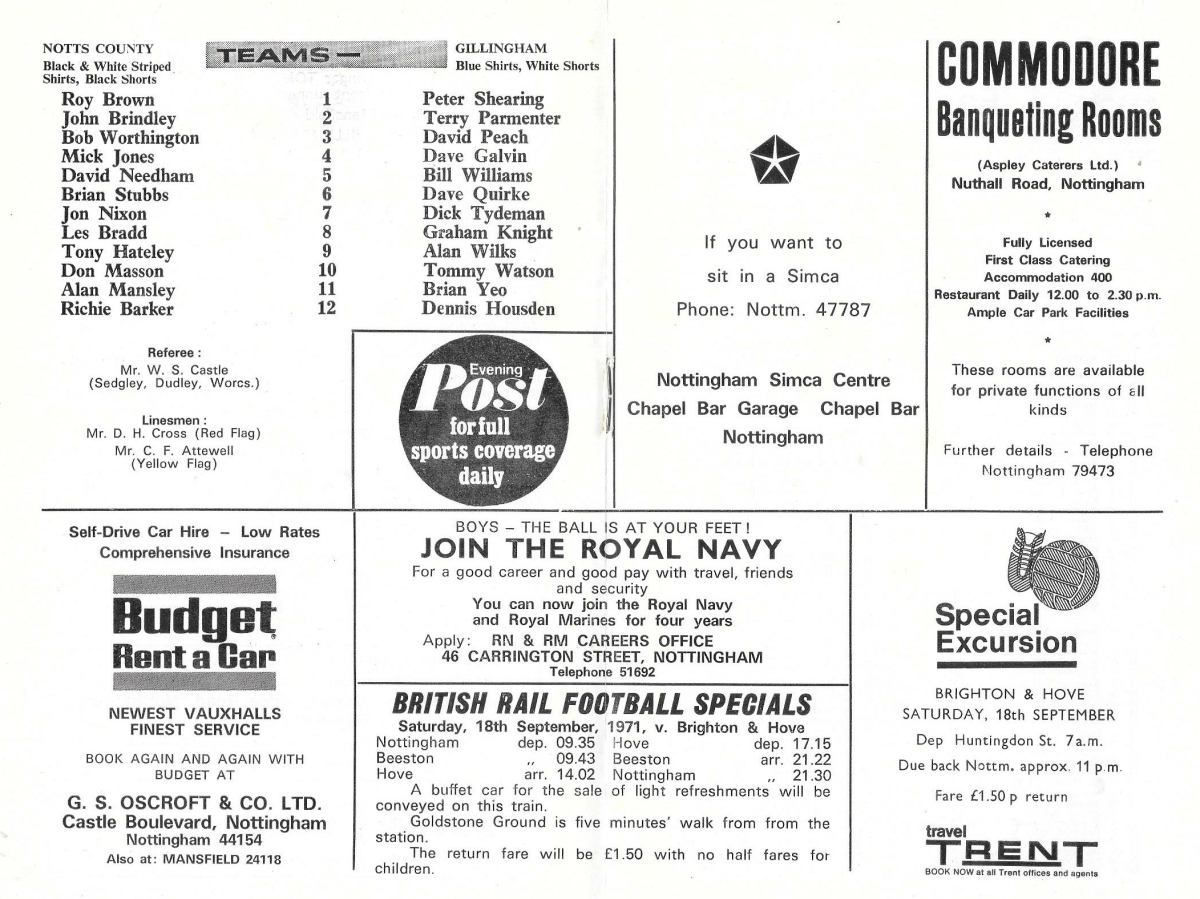 NOTTS COUNTY
Black & White Striped
Shirts, Black Shorts
TEAMS —
GILLINGHAM
Blue Shirts, White Shorts
Roy Brown 1 Peter Shearing
John Brindley 2 Terry Parmenter
Bob Worthington 3 David Peach
Mick Jones 4 Dave Galvin
David Needham 5 Bill Williams
Brian Stubbs 6 Dave Quirke
Jon Nixon 7 Dick Tydeman
Les Bradd 8 Graham Knight
Tony Hateley 9 Alan Wilks
Don Masson 10 Tommy Watson
Alan Mansley 11 Brian Yeo
Richie Barker 12 Dennis Housden
Referee :
Mr. W. S. Castle
(Sedgley, Dudley, Worcs.)
Linesmen :
Mr. D. H. Cross (Red Flag)
Mr. C. F. Attewell
(Yellow Flag)
Evening
Post
for full
sports coverage
daily
If you want to
sit in a Simca
Phone: Nottm. 47787
Nottingham Simca Centre
Chapel Bar Garage Chapel Bar
Nottingham
COMMODORE
Banqueting Rooms
(Aspley Caterers Ltd.)
Nuthall Road, Nottingham
*
Fully Licensed
First Class Catering
Accommodation 400
Restaurant Daily 12.00 to 2.30 p.m.
Ample Car Park Facilities
*
These rooms are available
for private functions of all
kinds
Further details - Telephone
Nottingham 79473
Self-Drive Car Hire – Low Rates
Comprehensive Insurance
Budget
Rent a Car
NEWEST VAUXHALLS
FINEST SERVICE
BOOK AGAIN AND AGAIN WITH
BUDGET AT
G. S. OSCROFT & CO. LTD.
Castle Boulevard, Nottingham
Nottingham 44154
Also at: MANSFIELD 24118
BOYS – THE BALL IS AT YOUR FEET!
JOIN THE ROYAL NAVY
For a good career and good pay with travel, friends
and security
You can now join the Royal Navy
and Royal Marines for four years
Apply: RN & RM CAREERS OFFICE
46 CARRINGTON STREET, NOTTINGHAM
Telephone 51692
BRITISH RAIL FOOTBALL SPECIALS
Saturday, 18th September, 1971, v. Brighton & Hove
Nottingham dep. 09.35 Hove dep. 17.15
Beeston ,, 09.43 Beeston arr. 21.22
Hove arr. 14.02 Nottingham ,, 21.30
A buffet car for the sale of light refreshments will be
conveyed on this train.
Goldstone Ground is five minutes' walk from from the
station.
The return fare will be £1.50 with no half fares for
children.
Special
Excursion
BRIGHTON & HOVE
SATURDAY, 18th SEPTEMBER
Dep Huntingdon St. 7a.m.
Due back Nottm. approx. 11 p.m.
Fare £1.50 p return
travel
TRENT
BOOK NOW at all Trent offices and agents